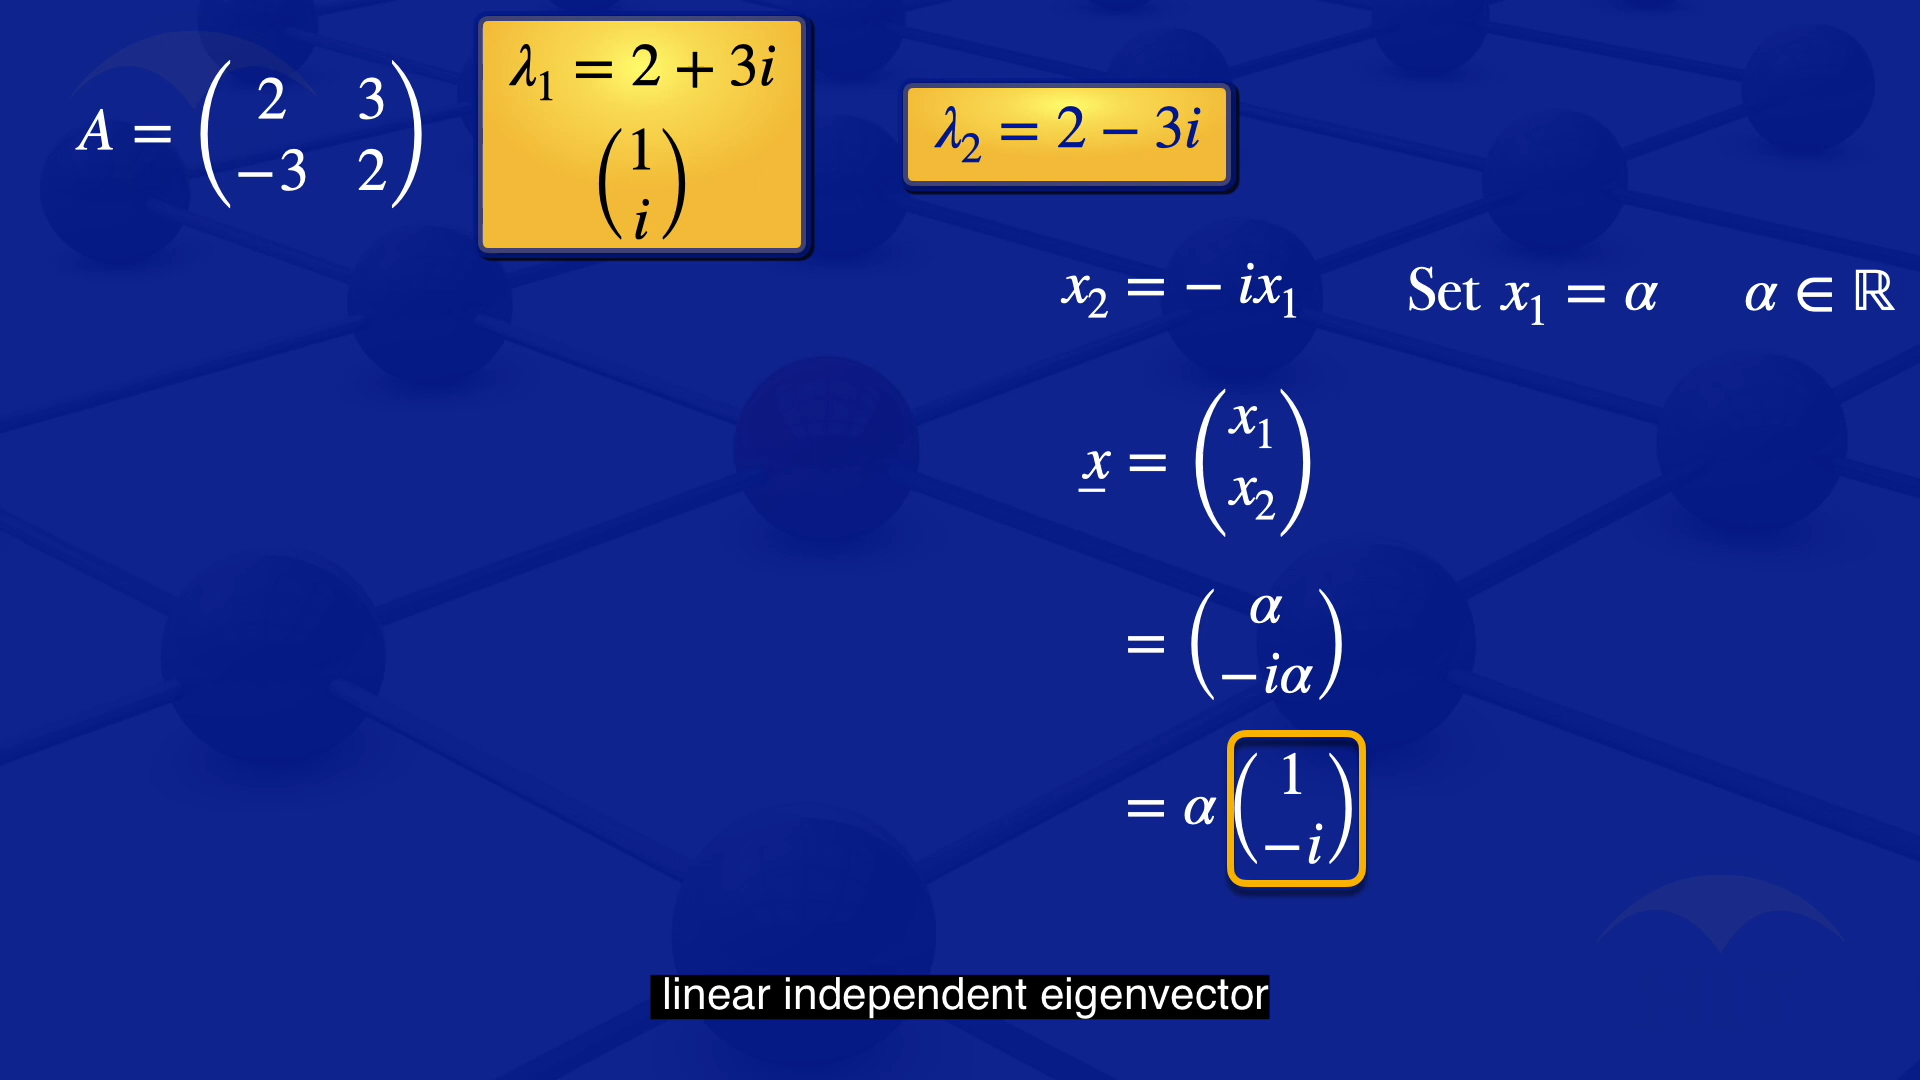 A = ( 2 3
−3 2 )
λ₁ = 2 + 3i
( 1
i )
λ₂ = 2 − 3i
x₂ = − ix₁ Set x₁ = α α ∈ ℝ
x = ( x₁
x₂ )
= ( α
−iα )
= α ( 1
−i )
linear independent eigenvector